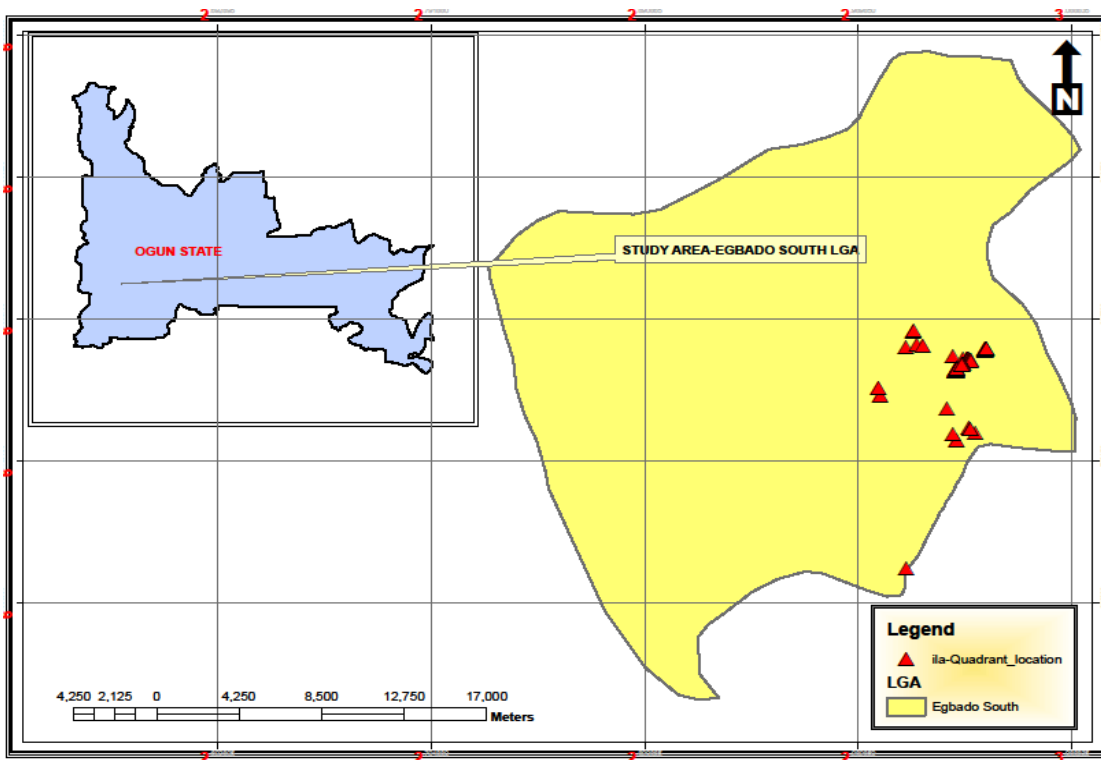 N
OGUN STATE
STUDY AREA-EGBADO SOUTH LGA
Legend
ila-Quadrant_location
LGA
Egbado South
4,250 2,125 0 4,250 8,500 12,750 17,000
Meters